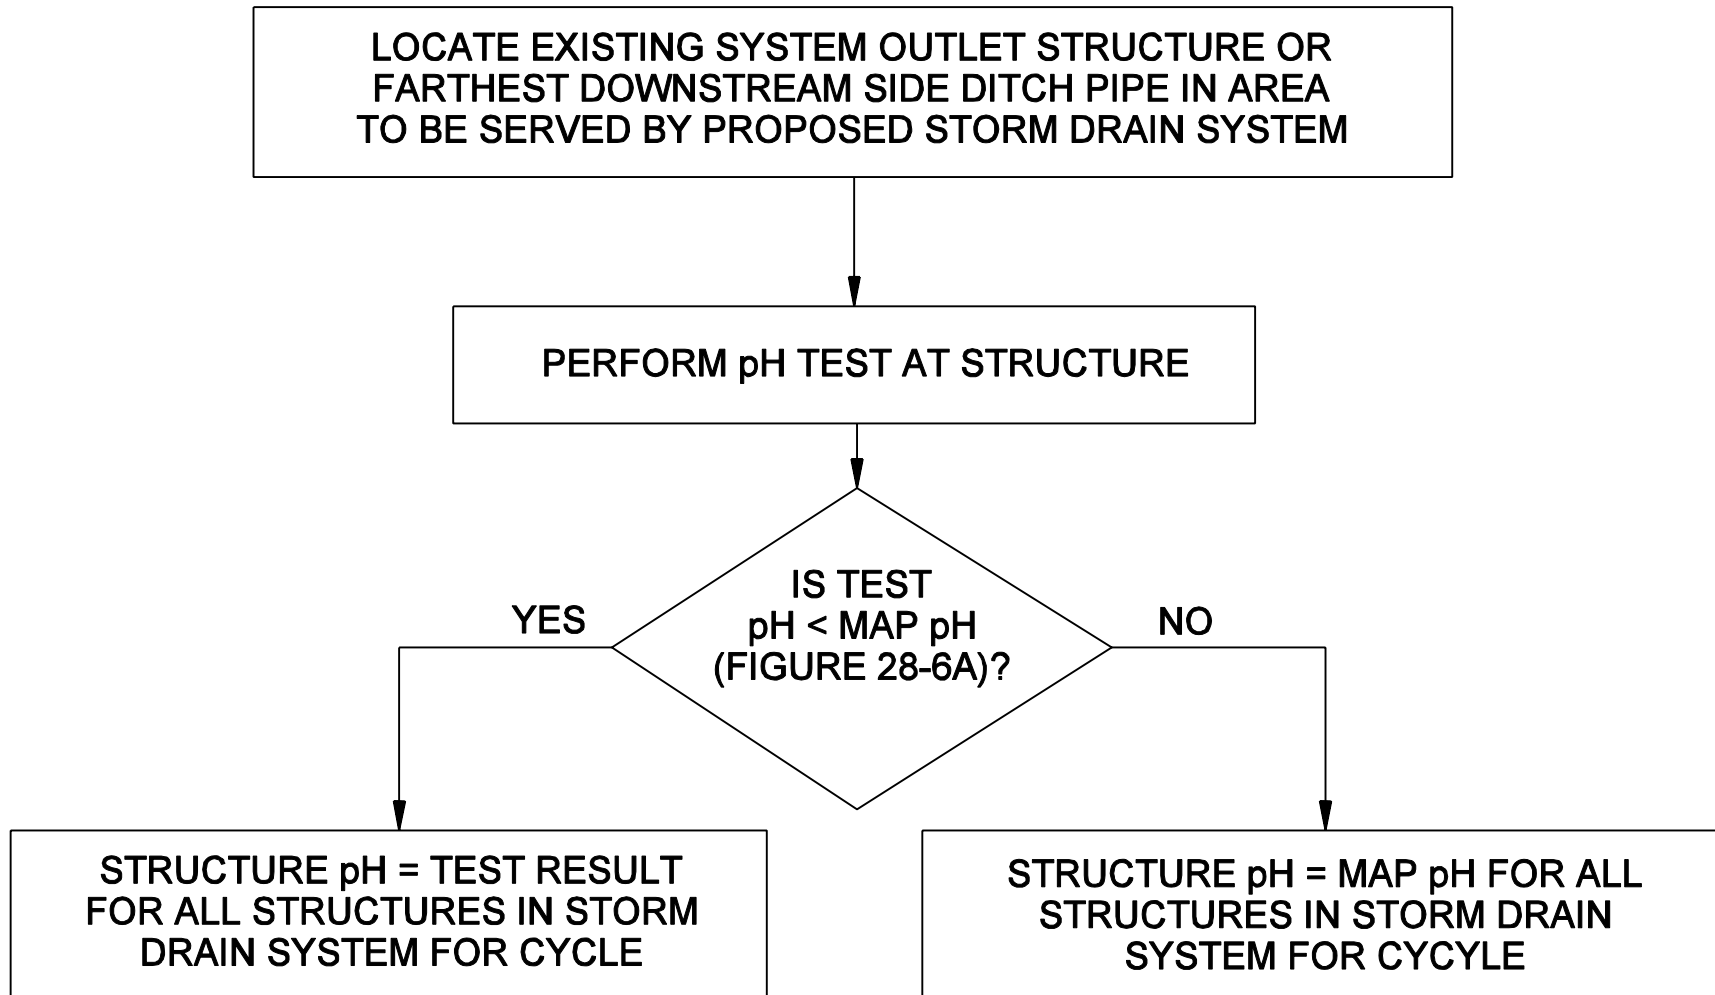 LOCATE EXISTING SYSTEM OUTLET STRUCTURE OR
FARTHEST DOWNSTREAM SIDE DITCH PIPE IN AREA
TO BE SERVED BY PROPOSED STORM DRAIN SYSTEM
PERFORM pH TEST AT STRUCTURE
IS TEST
pH < MAP pH
(FIGURE 28-6A)?
YES
NO
STRUCTURE pH = TEST RESULT
FOR ALL STRUCTURES IN STORM
DRAIN SYSTEM FOR CYCLE
STRUCTURE pH = MAP pH FOR ALL
STRUCTURES IN STORM DRAIN
SYSTEM FOR CYCYLE